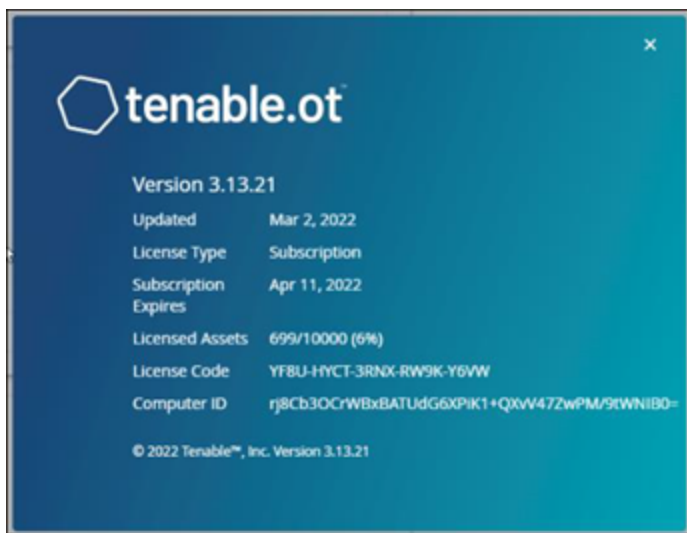 tenable.ot™
Version 3.13.21
Updated Mar 2, 2022
License Type Subscription
Subscription Apr 11, 2022
Expires
Licensed Assets 699/10000 (6%)
License Code YF8U-HYCT-3RNX-RW9K-Y6VW
Computer ID rj8Cb3OCrWBxBATUdG6XPiK1+QXvV47ZwPM/9tWNIB0=
© 2022 Tenable™, Inc. Version 3.13.21